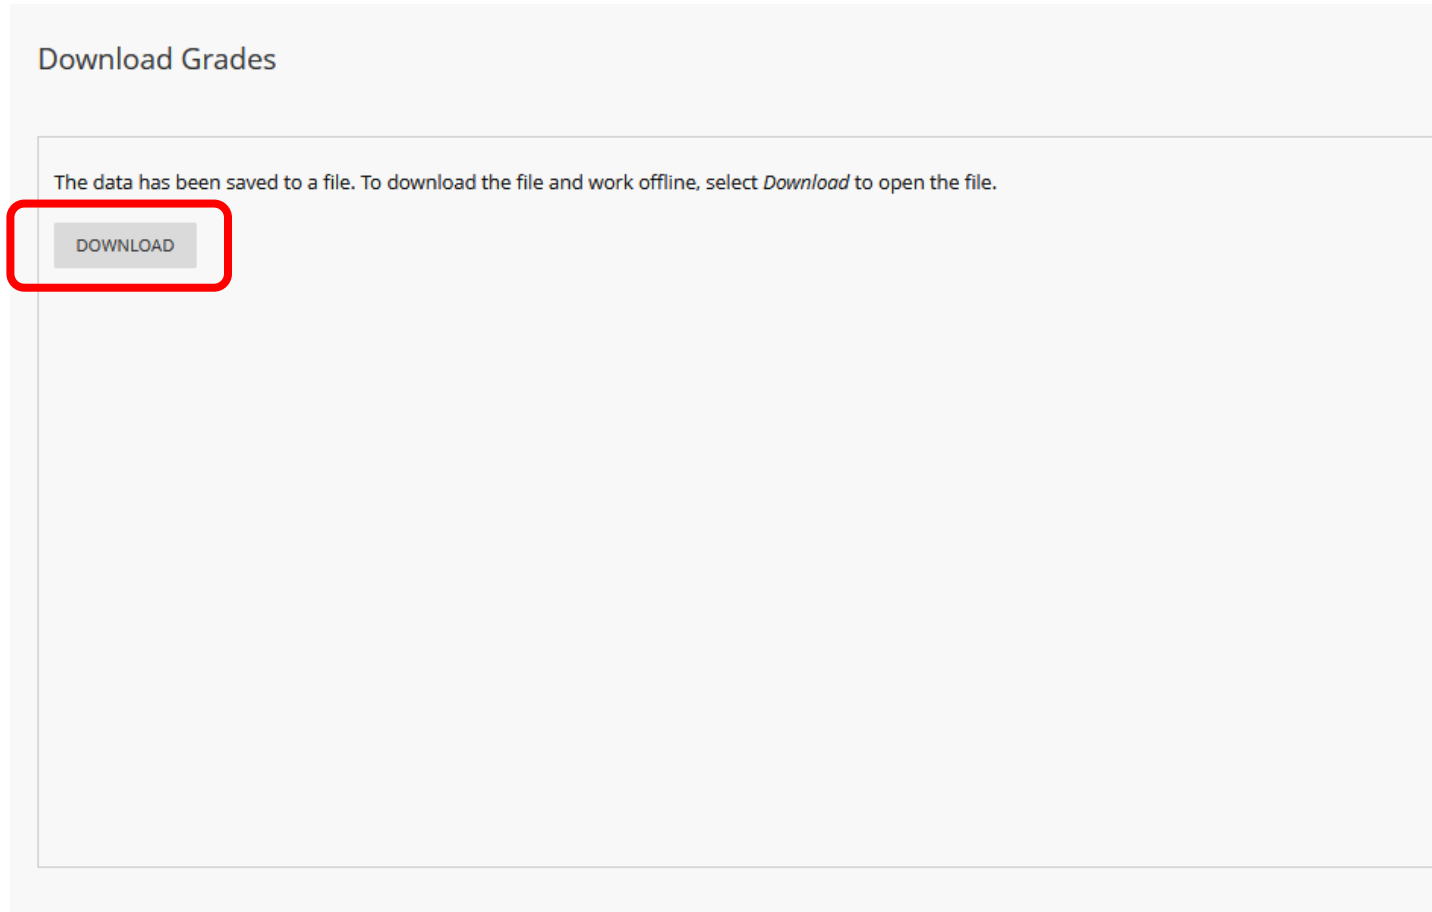 Download Grades
The data has been saved to a file. To download the file and work offline, select Download to open the file.
DOWNLOAD